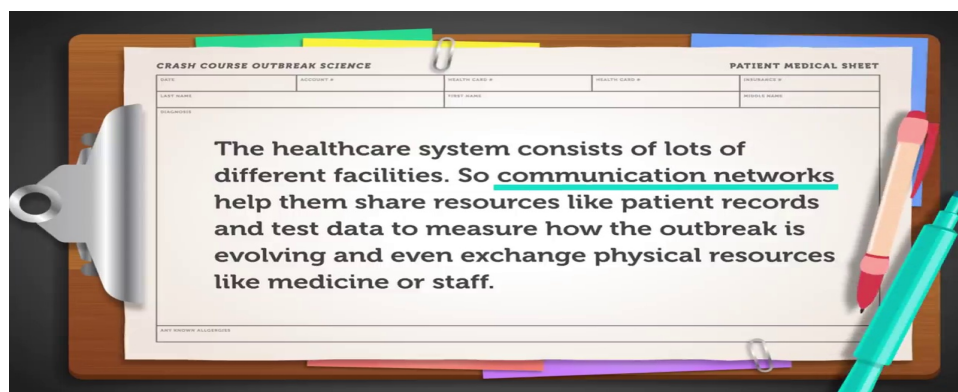 CRASH COURSE OUTBREAK SCIENCE
PATIENT MEDICAL SHEET
DATE
ACCOUNT #
HEALTH CARD #
HEALTH CARD #
INSURANCE #
LAST NAME
FIRST NAME
MIDDLE NAME
DIAGNOSIS
The healthcare system consists of lots of
different facilities. So communication networks
help them share resources like patient records
and test data to measure how the outbreak is
evolving and even exchange physical resources
like medicine or staff.
ANY KNOWN ALLERGIES